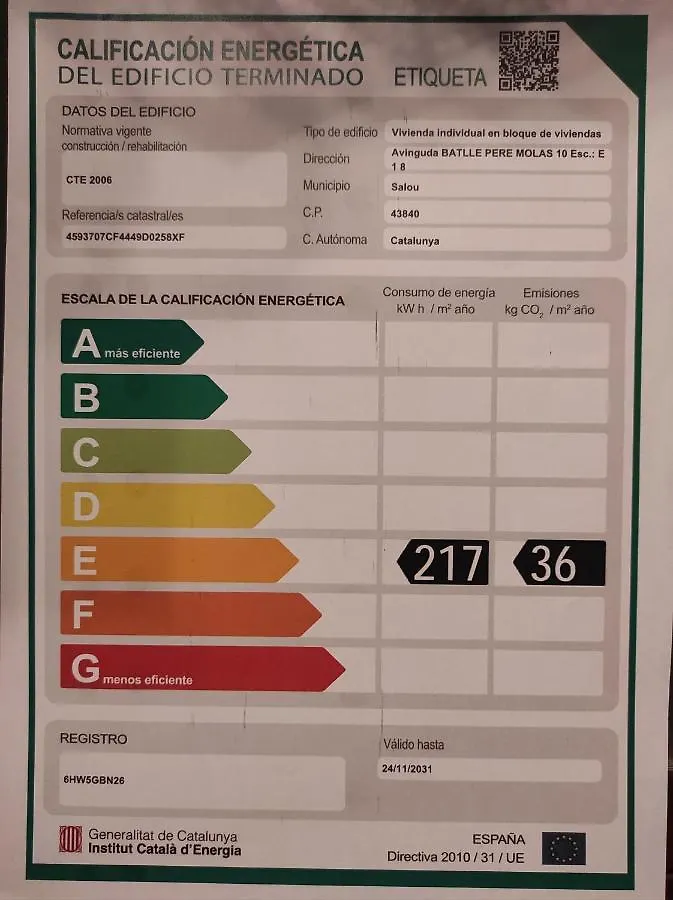 CALIFICACIÓN ENERGÉTICA
DEL EDIFICIO TERMINADO
ETIQUETA
DATOS DEL EDIFICIO
Normativa vigente
construcción / rehabilitación
CTE 2006
Referencia/s catastral/es
4593707CF4449D0258XF
Tipo de edificio
Vivienda individual en bloque de viviendas
Dirección
Avinguda BATLLE PERE MOLAS 10 Esc.: E
1 8
Municipio
Salou
C.P.
43840
C. Autónoma
Catalunya
ESCALA DE LA CALIFICACIÓN ENERGÉTICA
Consumo de energía
kW h / m² año
Emisiones
kg CO₂ / m² año
A más eficiente
B
C
D
E
217
36
F
G menos eficiente
REGISTRO
6HW5GBN26
Válido hasta
24/11/2031
Generalitat de Catalunya
Institut Català d'Energia
ESPAÑA
Directiva 2010 / 31 / UE